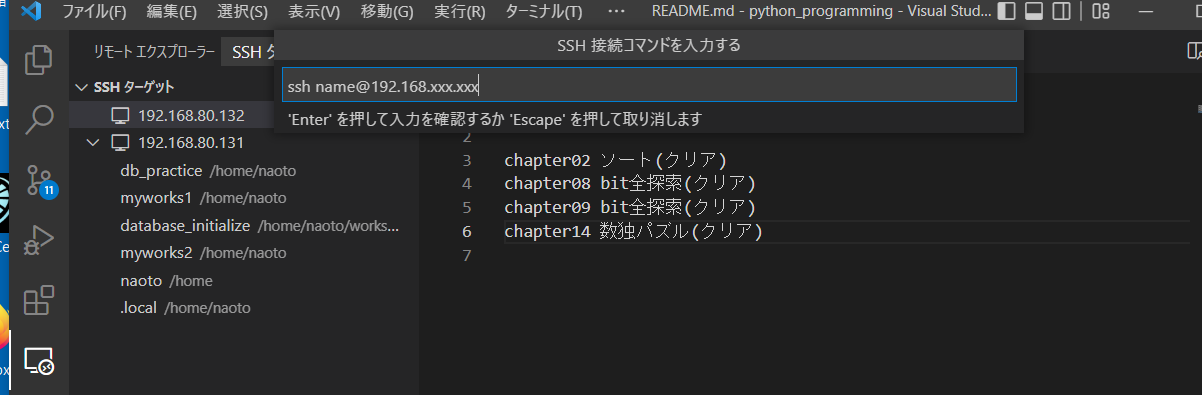 ファイル(F) 編集(E) 選択(S) 表示(V) 移動(G) 実行(R) ターミナル(T) ··· README.md - python_programming - Visual Stud...
リモート エクスプローラー SSH タ
SSH 接続コマンドを入力する
ssh name@192.168.xxx.xxx
'Enter' を押して入力を確認するか 'Escape' を押して取り消します
SSH ターゲット
192.168.80.132
192.168.80.131
db_practice /home/naoto
myworks1 /home/naoto
database_initialize /home/naoto/works...
myworks2 /home/naoto
naoto /home
.local /home/naoto
11
2
3 chapter02 ソート(クリア)
4 chapter08 bit全探索(クリア)
5 chapter09 bit全探索(クリア)
6 chapter14 数独パズル(クリア)
7